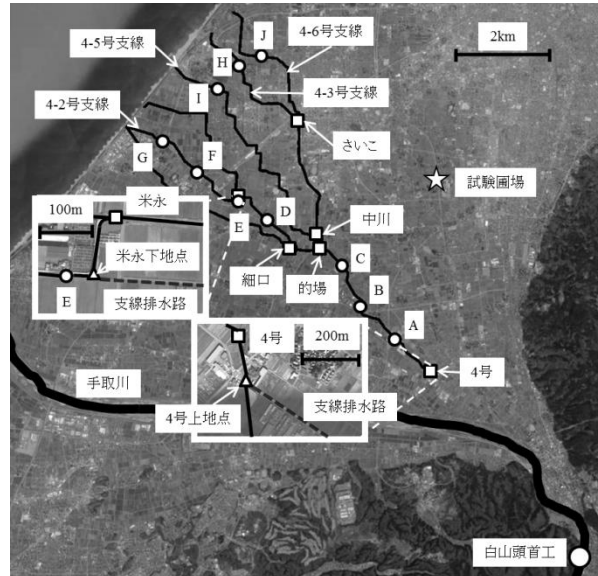 4-5号支線
J
4-6号支線
2km
H
4-2号支線
I
4-3号支線
さいこ
G
F
試験圃場
100m
米永
D
E
中川
米永下地点
C
細口
的場
E
支線排水路
B
A
4号
200m
4号
手取川
支線排水路
4号上地点
白山頭首工